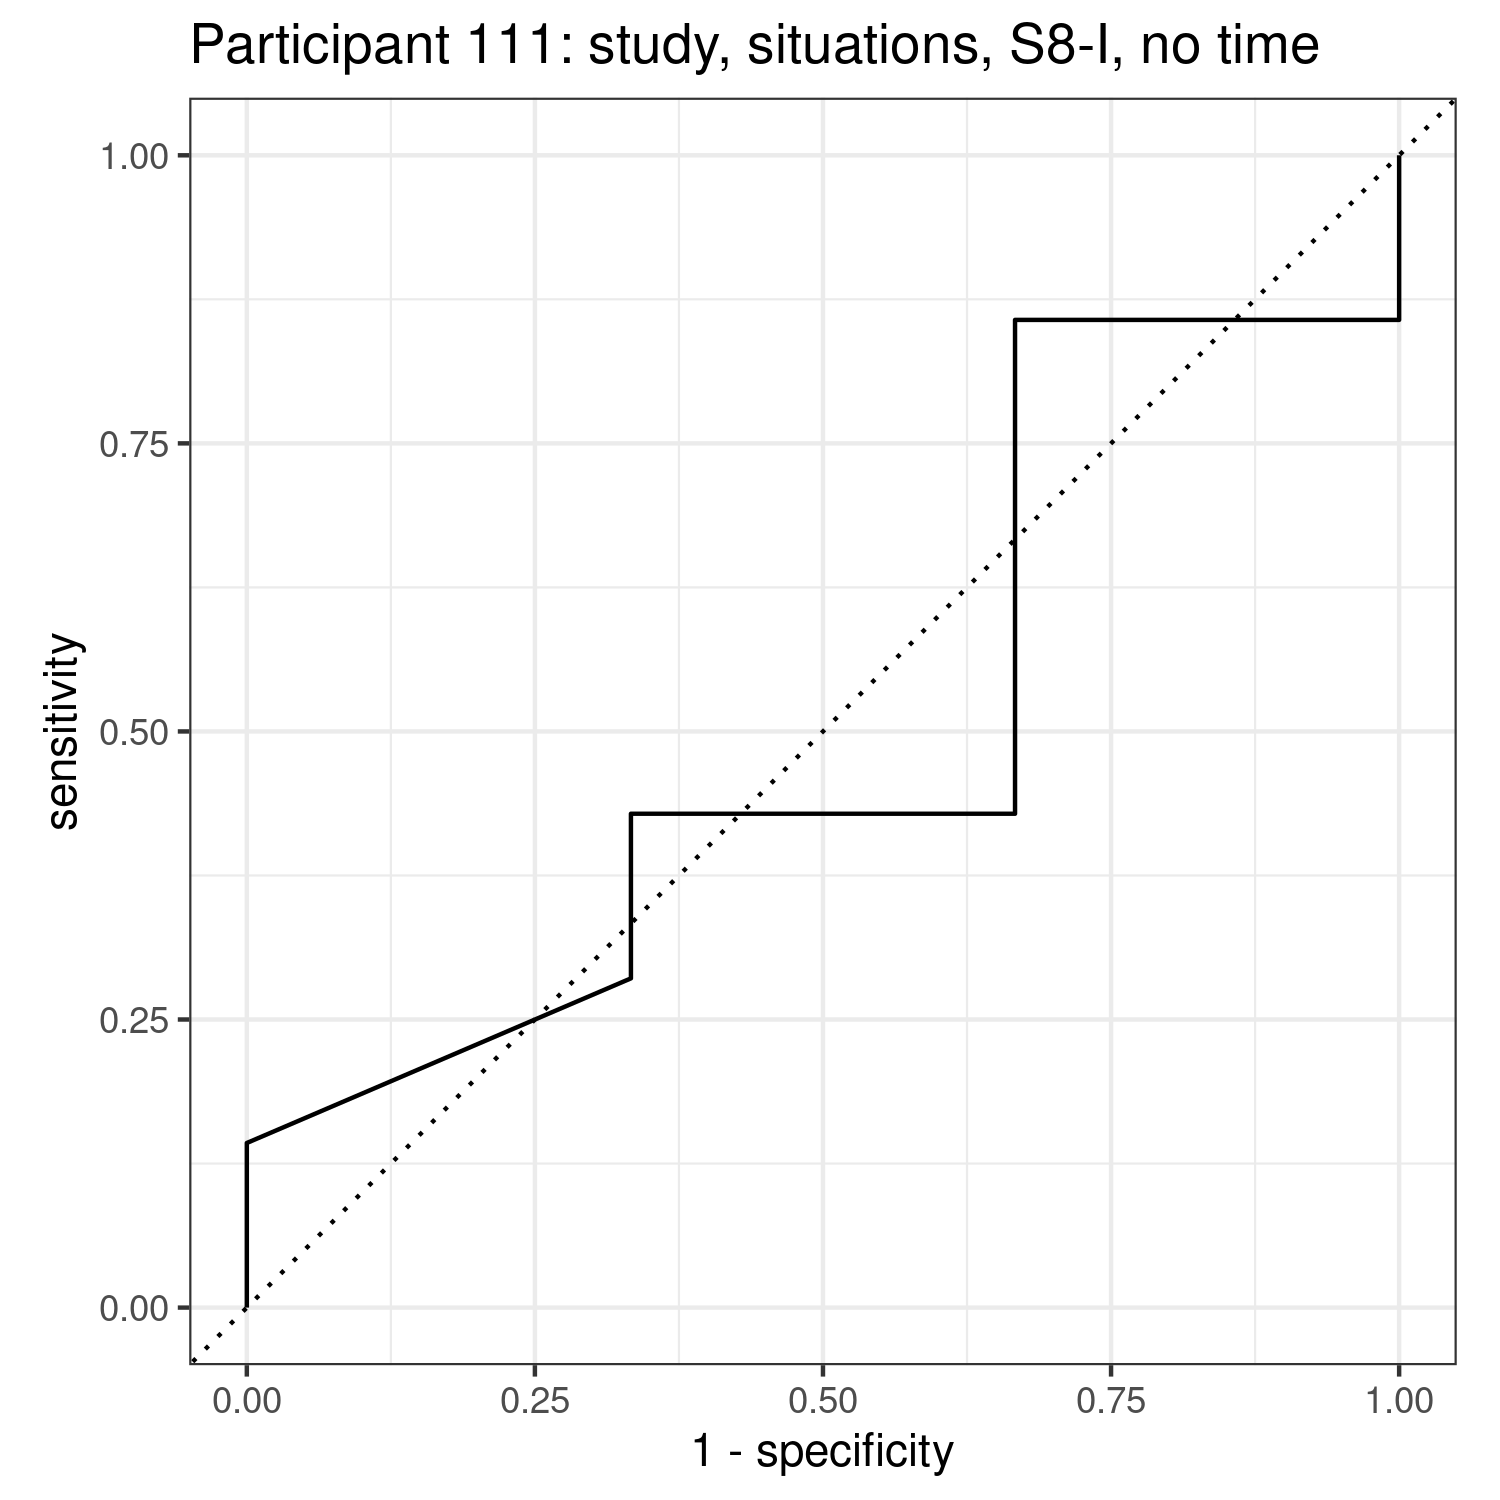 Participant 111: study, situations, S8-I, no time
1.00
0.75
0.50
0.25
0.00
sensitivity
0.00 0.25 0.50 0.75 1.00
1 - specificity